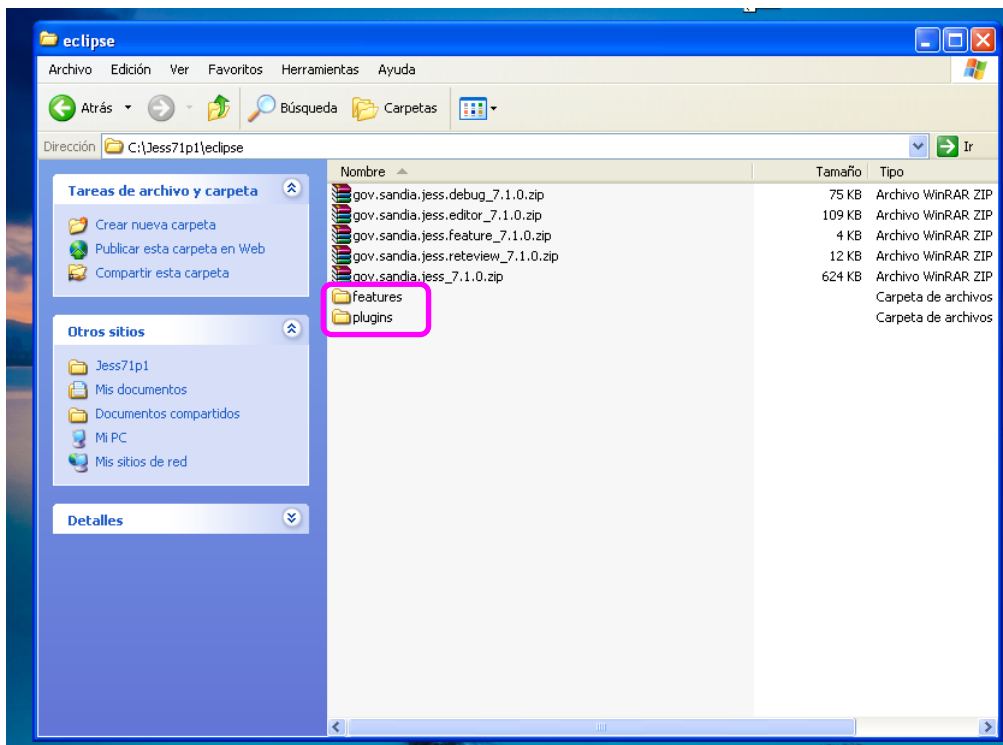 eclipse
Archivo Edición Ver Favoritos Herramientas Ayuda
Atrás Búsqueda Carpetas
Dirección C:\Jess71p1\eclipse Ir
Nombre Tamaño Tipo
Tareas de archivo y carpeta
Crear nueva carpeta
Publicar esta carpeta en Web
Compartir esta carpeta
Otros sitios
Jess71p1
Mis documentos
Documentos compartidos
Mi PC
Mis sitios de red
Detalles
gov.sandia.jess.debug_7.1.0.zip 75 KB Archivo WinRAR ZIP
gov.sandia.jess.editor_7.1.0.zip 109 KB Archivo WinRAR ZIP
gov.sandia.jess.feature_7.1.0.zip 4 KB Archivo WinRAR ZIP
gov.sandia.jess.reteview_7.1.0.zip 12 KB Archivo WinRAR ZIP
gov.sandia.jess_7.1.0.zip 624 KB Archivo WinRAR ZIP
features Carpeta de archivos
plugins Carpeta de archivos